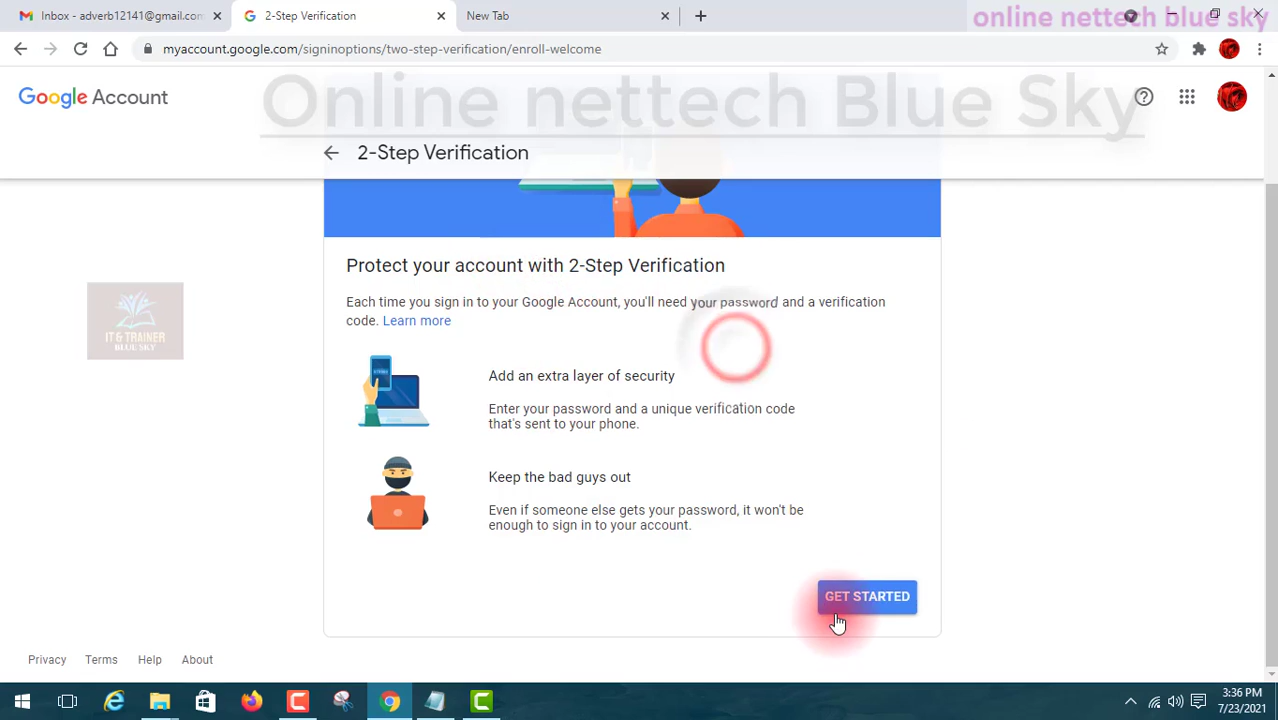 Inbox - adverb12141@gmail.com
2-Step Verification
New Tab
online nettech blue sky
myaccount.google.com/signinoptions/two-step-verification/enroll-welcome
Google Account
Online nettech Blue Sky
2-Step Verification
Protect your account with 2-Step Verification
Each time you sign in to your Google Account, you'll need your password and a verification
code. Learn more
IT & TRAINER
BLUE SKY
Add an extra layer of security
Enter your password and a unique verification code
that's sent to your phone.
Keep the bad guys out
Even if someone else gets your password, it won't be
enough to sign in to your account.
GET STARTED
Privacy Terms Help About
3:36 PM
7/23/2021